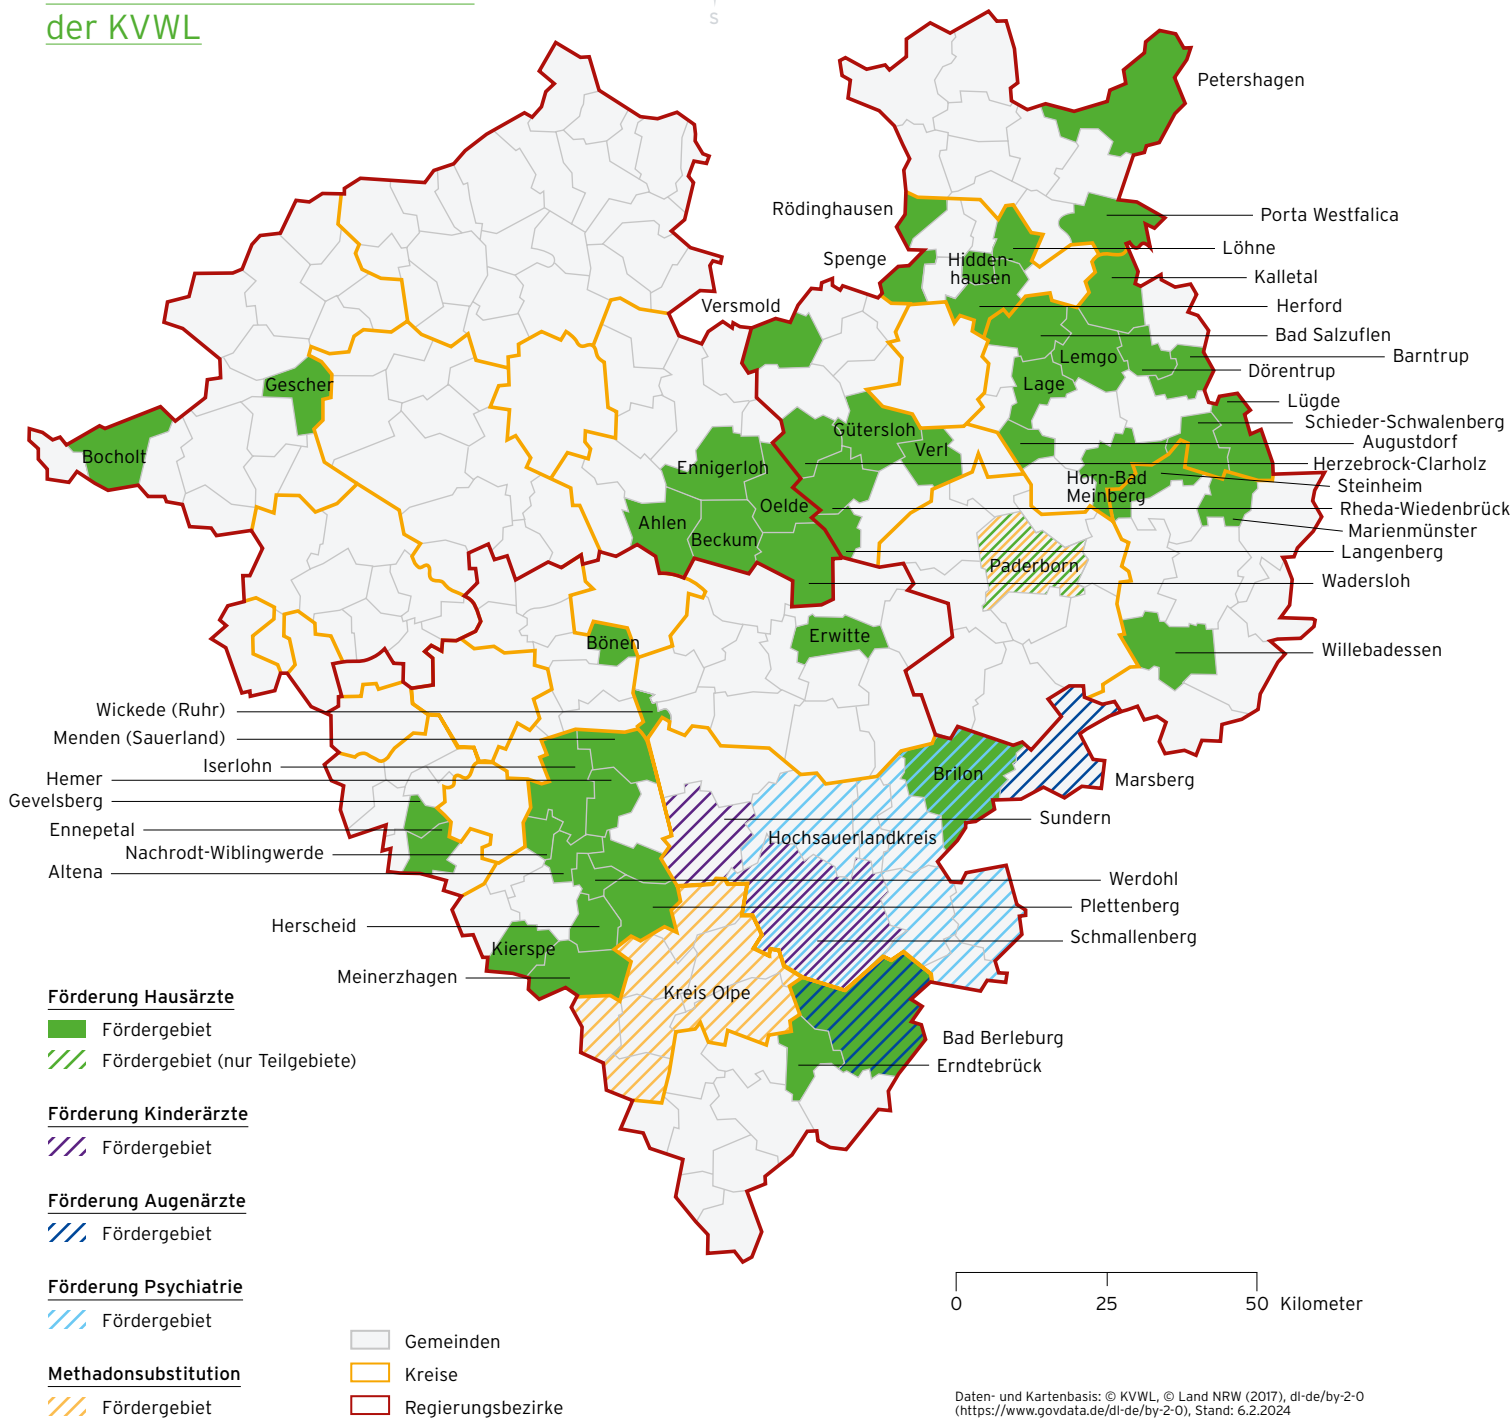 der KVWL
S
Petershagen
Rödinghausen
Porta Westfalica
Löhne
Spenge
Hidden-
hausen
Kalletal
Versmold
Herford
Bad Salzuflen
Lemgo
Barntrup
Dörentrup
Gescher
Lage
Lügde
Schieder-Schwalenberg
Gütersloh
Augustdorf
Verl
Bocholt
Herzebrock-Clarholz
Ennigerloh
Horn-Bad
Meinberg
Steinheim
Oelde
Rheda-Wiedenbrück
Ahlen
Marienmünster
Beckum
Langenberg
Paderborn
Wadersloh
Erwitte
Bönen
Willebadessen
Wickede (Ruhr)
Menden (Sauerland)
Iserlohn
Brilon
Hemer
Marsberg
Gevelsberg
Sundern
Ennepetal
Hochsauerlandkreis
Nachrodt-Wiblingwerde
Altena
Werdohl
Plettenberg
Herscheid
Schmallenberg
Kierspe
Meinerzhagen
Kreis Olpe
Bad Berleburg
Erndtebrück
Förderung Hausärzte
Fördergebiet
Fördergebiet (nur Teilgebiete)
Förderung Kinderärzte
Fördergebiet
Förderung Augenärzte
Fördergebiet
Förderung Psychiatrie
Fördergebiet
Methadonsubstitution
Fördergebiet
Gemeinden
Kreise
Regierungsbezirke
0 25 50 Kilometer
Daten- und Kartenbasis: © KVWL, © Land NRW (2017), dl-de/by-2-0
(https://www.govdata.de/dl-de/by-2-0), Stand: 6.2.2024